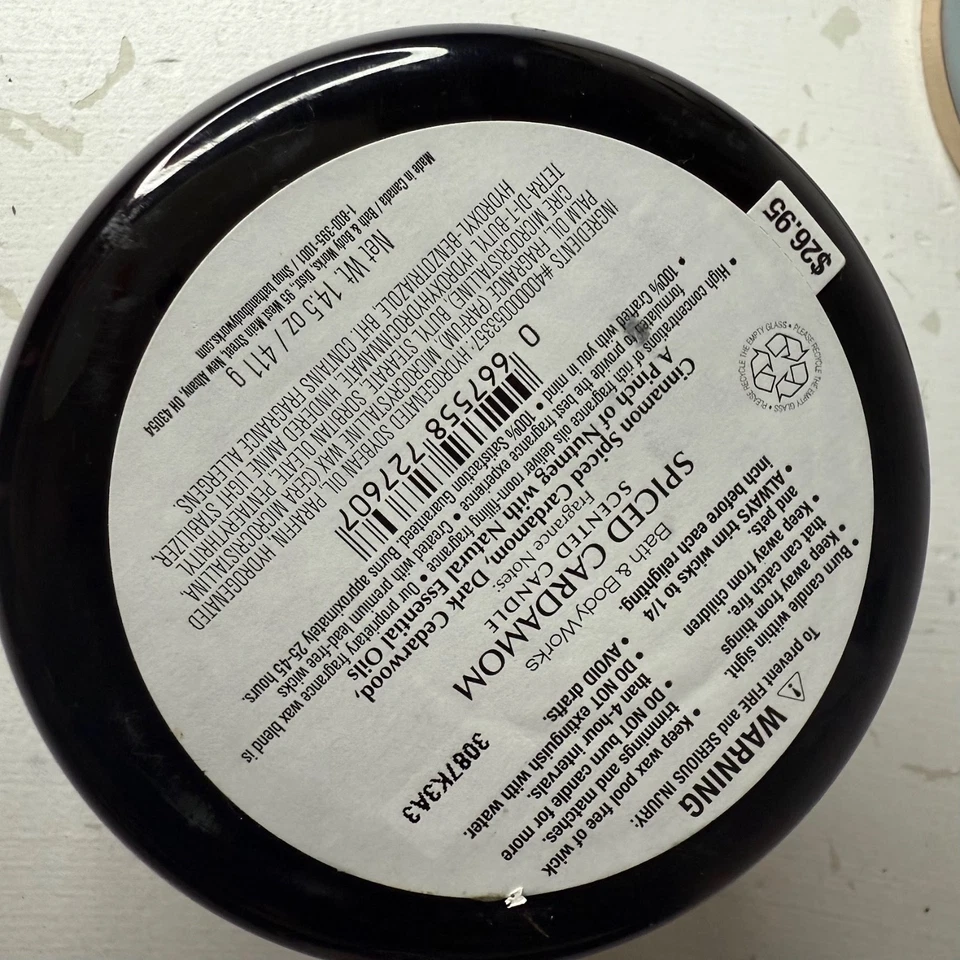 WARNING
To prevent FIRE and SERIOUS INJURY:
• Burn candle within sight.
• Keep away from things
that can catch fire.
• Keep away from children
and pets.
• ALWAYS trim wicks to 1/4
inch before each relighting
• Keep wax pool free of wick
trimmings and matches.
• DO NOT burn candle for more
than 4-hour intervals.
• DO NOT extinguish with water.
• AVOID drafts.
Bath & Body Works
SPICED CARDAMOM
SCENTED CANDLE
Fragrance Notes:
Cinnamon Spiced Cardamom, Dark Cedarwood,
A Pinch of Nutmeg with Natural Essential Oils
• High concentrations of rich fragrance oils deliver room-filling fragrance • Our proprietary fragrance wax blend is
formulated to provide the best fragrance experience • Created with premium lead-free wicks
• 100% Crafted with you in mind • 100% Satisfaction Guaranteed. Burns approximately 25-45 hours.
0 667558 72760 7
INGREDIENTS #4000005335: HYDROGENATED SOYBEAN OIL, PARAFFIN, HYDROGENATED
PALM OIL, FRAGRANCE (PARFUM), MICROCRYSTALLINE WAX (CERA MICROCRISTALLINA,
CIRE MICROCRISTALLINE), BUTYL STEARATE, SORBITAN OLEATE, PENTAERYTHRITYL
TETRA-DI-T-BUTYL HYDROXYHYDROCINNAMATE, HINDERED AMINE LIGHT STABILIZER,
HYDROXYL-BENZOTRIAZOLE, BHT. CONTAINS FRAGRANCE ALLERGENS.
Net Wt. 14.5 oz / 411 g
Made in Canada / Bath & Body Works, Dist., 95 West Main Street, New Albany, OH 43054
1-800-395-1001 / Shop at bathandbodyworks.com
3087K3A3
PLEASE RECYCLE THE EMPTY GLASS • PLEASE RECYCLE THE EMPTY GLASS •
$26.95